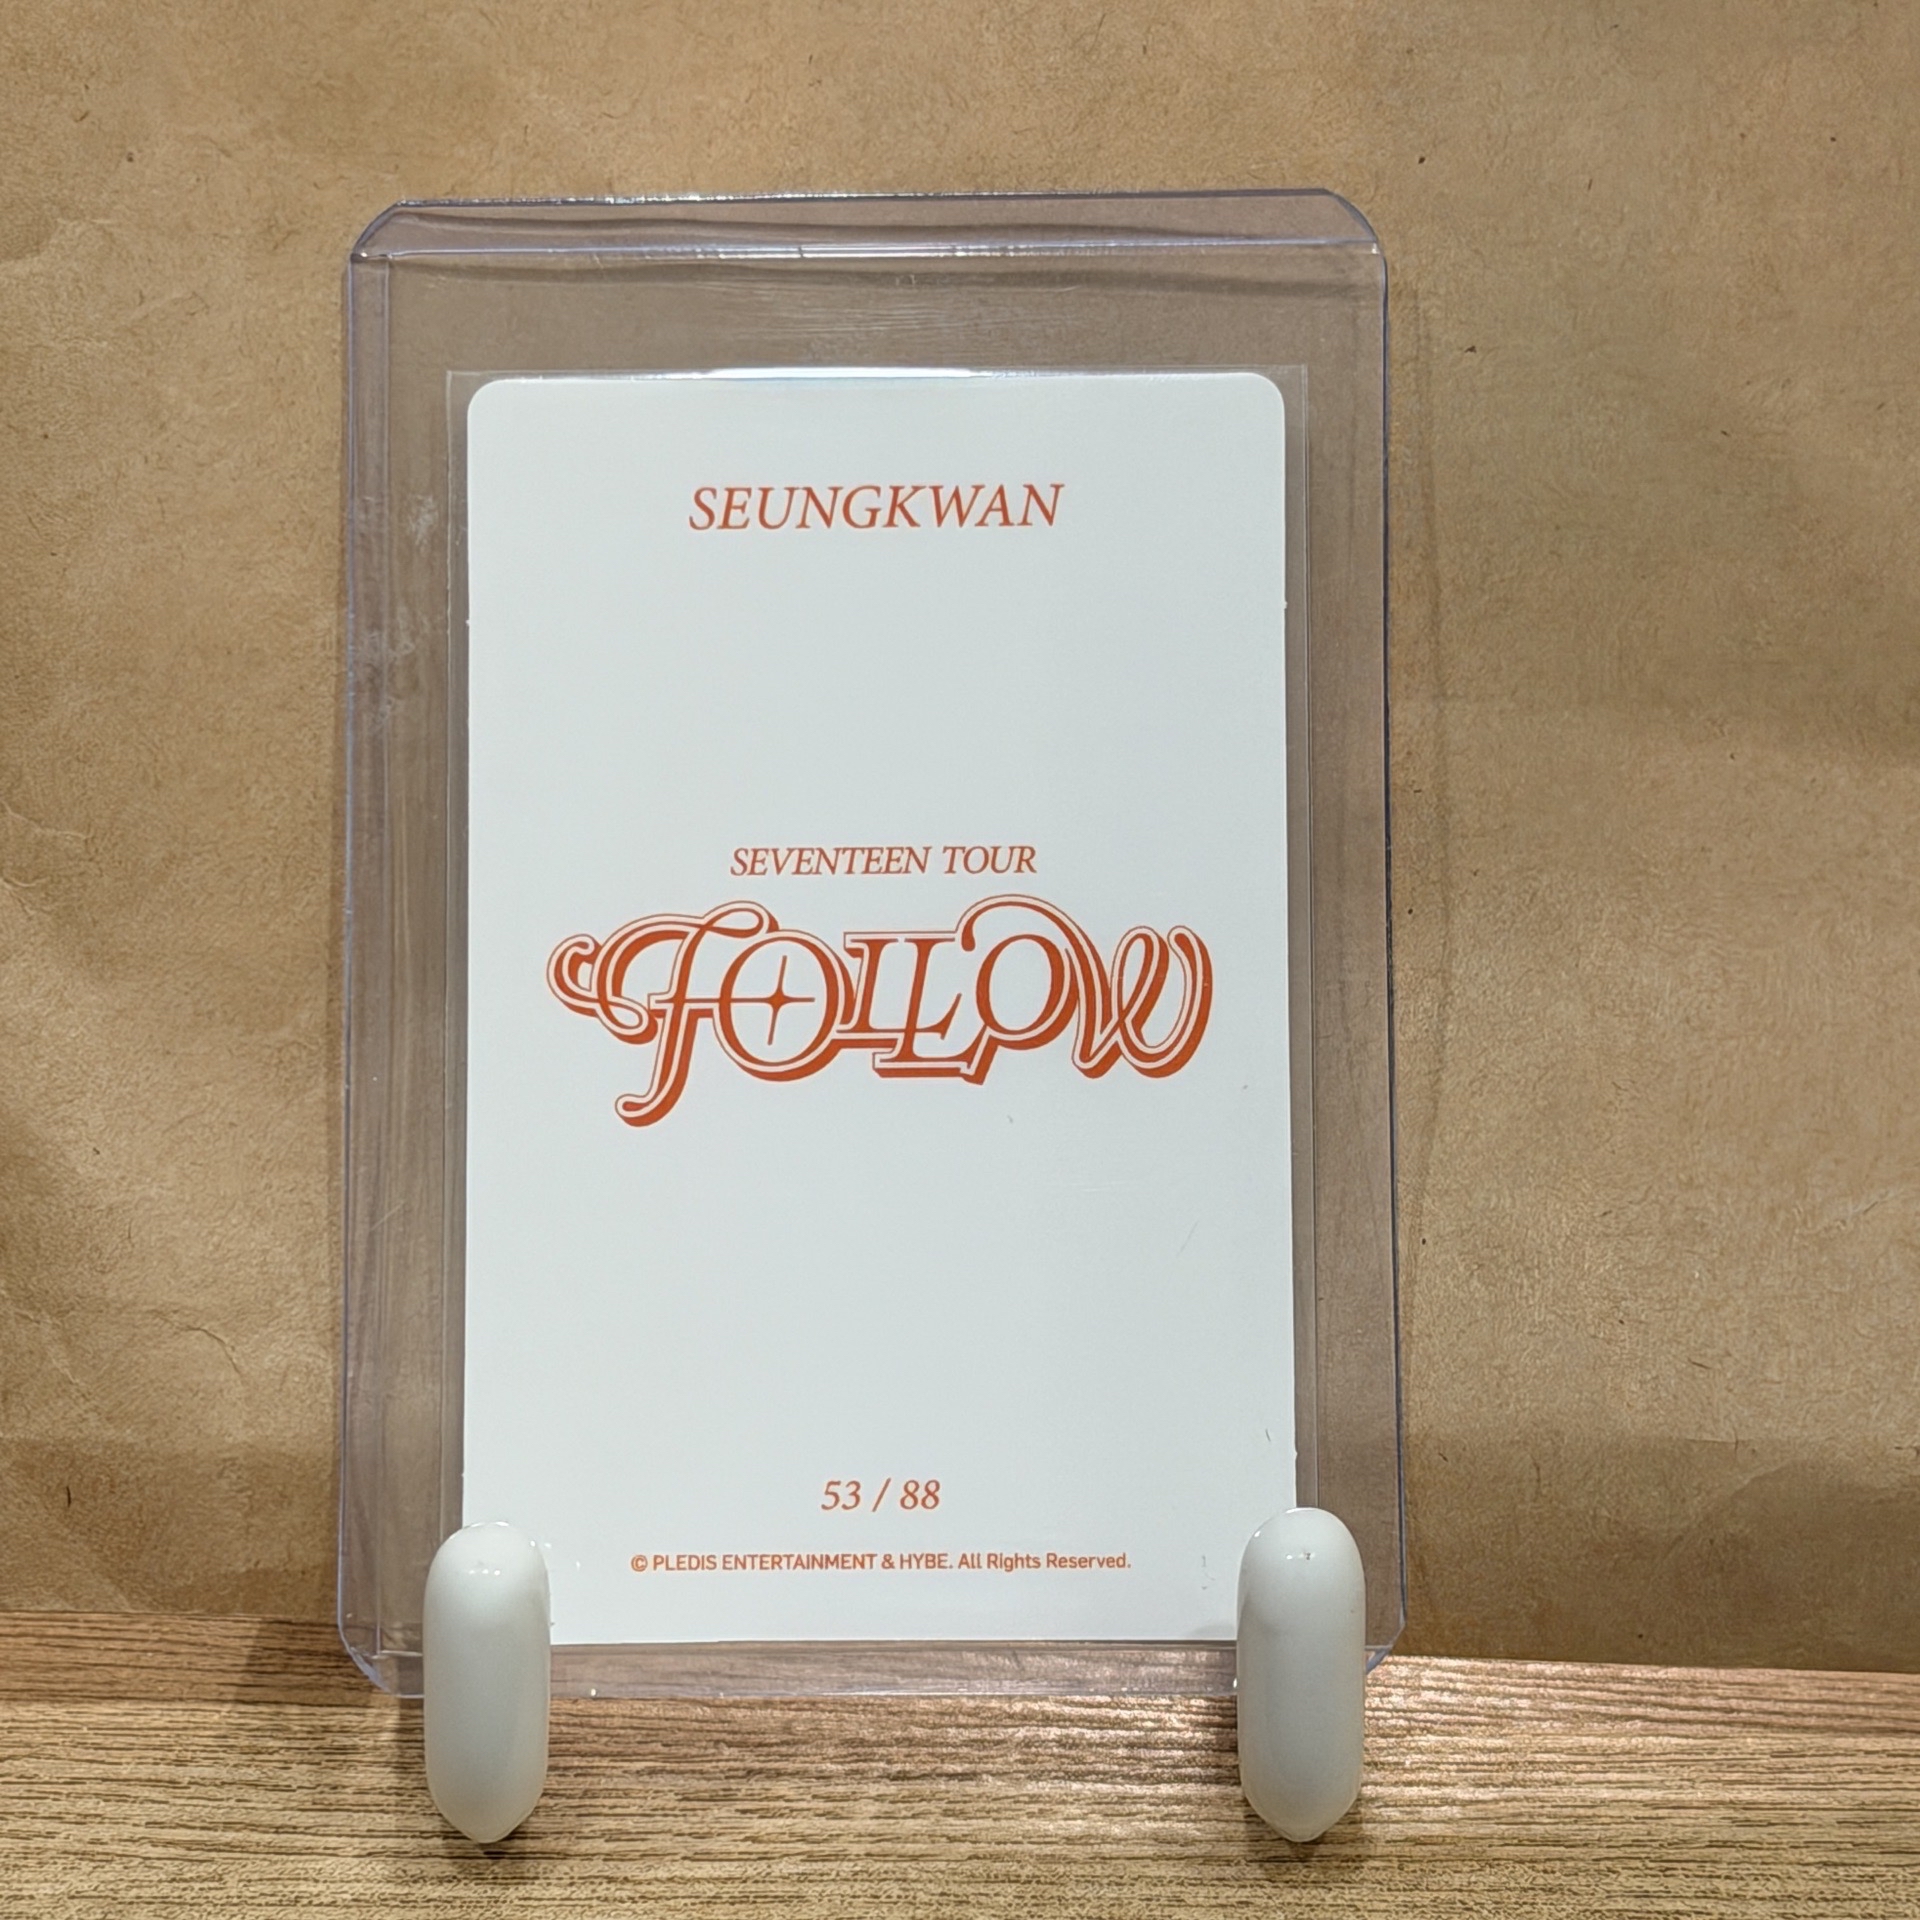 SEUNGKWAN
SEVENTEEN TOUR
FOLLOW
53 / 88
© PLEDIS ENTERTAINMENT & HYBE. All Rights Reserved.